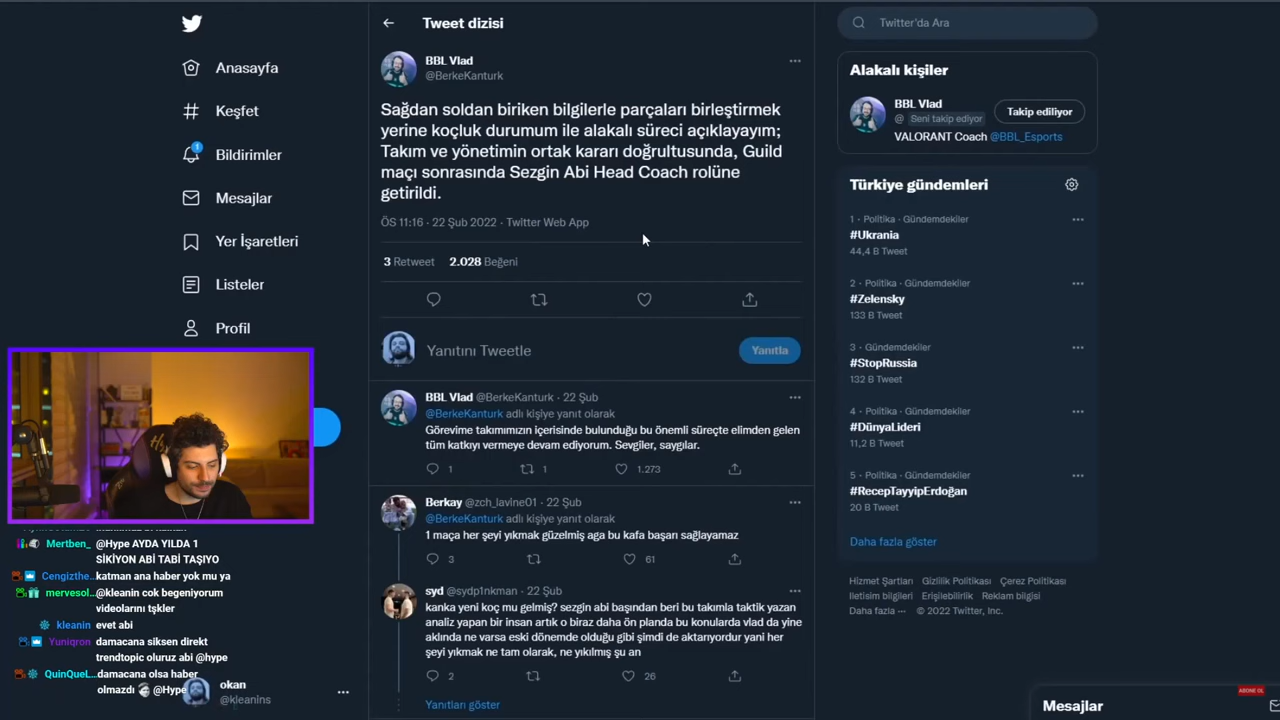 Anasayfa
Keşfet
1
Bildirimler
Mesajlar
Yer İşaretleri
Listeler
Profil
Tweet dizisi
BBL Vlad
@BerkeKanturk
Sağdan soldan biriken bilgilerle parçaları birleştirmek
yerine koçluk durumum ile alakalı süreci açıklayayım;
Takım ve yönetimin ortak kararı doğrultusunda, Guild
maçı sonrasında Sezgin Abi Head Coach rolüne
getirildi.
ÖS 11:16 · 22 Şub 2022 · Twitter Web App
3 Retweet 2.028 Beğeni
Yanıtını Tweetle
Yanıtla
BBL Vlad @BerkeKanturk · 22 Şub
@BerkeKanturk adlı kişiye yanıt olarak
Görevime takımımızın içerisinde bulunduğu bu önemli süreçte elimden gelen
tüm katkıyı vermeye devam ediyorum. Sevgiler, saygılar.
1 1 1.273
Berkay @zch_lavine01 · 22 Şub
@BerkeKanturk adlı kişiye yanıt olarak
1 maça her şeyi yıkmak güzelmiş aga bu kafa başarı sağlayamaz
3 61
syd @sydp1nkman · 22 Şub
kanka yeni koç mu gelmiş? sezgin abi başından beri bu takımla taktik yazan
analiz yapan bir insan artık o biraz daha ön planda bu konularda vlad da yine
aklında ne varsa eski dönemde olduğu gibi şimdi de aktarıyordur yani her
şeyi yıkmak ne tam olarak, ne yıkılmış şu an
2 26
Yanıtları göster
Twitter'da Ara
Alakalı kişiler
BBL Vlad
@ Seni takip ediyor
Takip ediliyor
VALORANT Coach @BBL_Esports
Türkiye gündemleri
1 · Politika · Gündemdekiler
#Ukrania
44,4 B Tweet
2 · Politika · Gündemdekiler
#Zelensky
133 B Tweet
3 · Gündemdekiler
#StopRussia
132 B Tweet
4 · Politika · Gündemdekiler
#DünyaLideri
11,2 B Tweet
5 · Politika · Gündemdekiler
#RecepTayyipErdoğan
20 B Tweet
Daha fazla göster
Hizmet Şartları Gizlilik Politikası Çerez Politikası
İletisim bilgileri Erişilebilirlik Reklam bilgisi
Daha fazla ··· © 2022 Twitter, Inc.
Mertben_ @Hype AYDA YILDA 1
SİKİYON ABİ TABİ TAŞIYO
Cengizthe... katman ana haber yok mu ya
mervesol... @kleanin cok begeniyorum
videolarını tşkler
kleanin evet abi
Yuniqron damacana siksen direkt
trendtopic oluruz abi @hype
QuinQueL... damacana olsa haber
olmazdı @Hype
okan
@kleanins
ABONE OL
Mesajlar